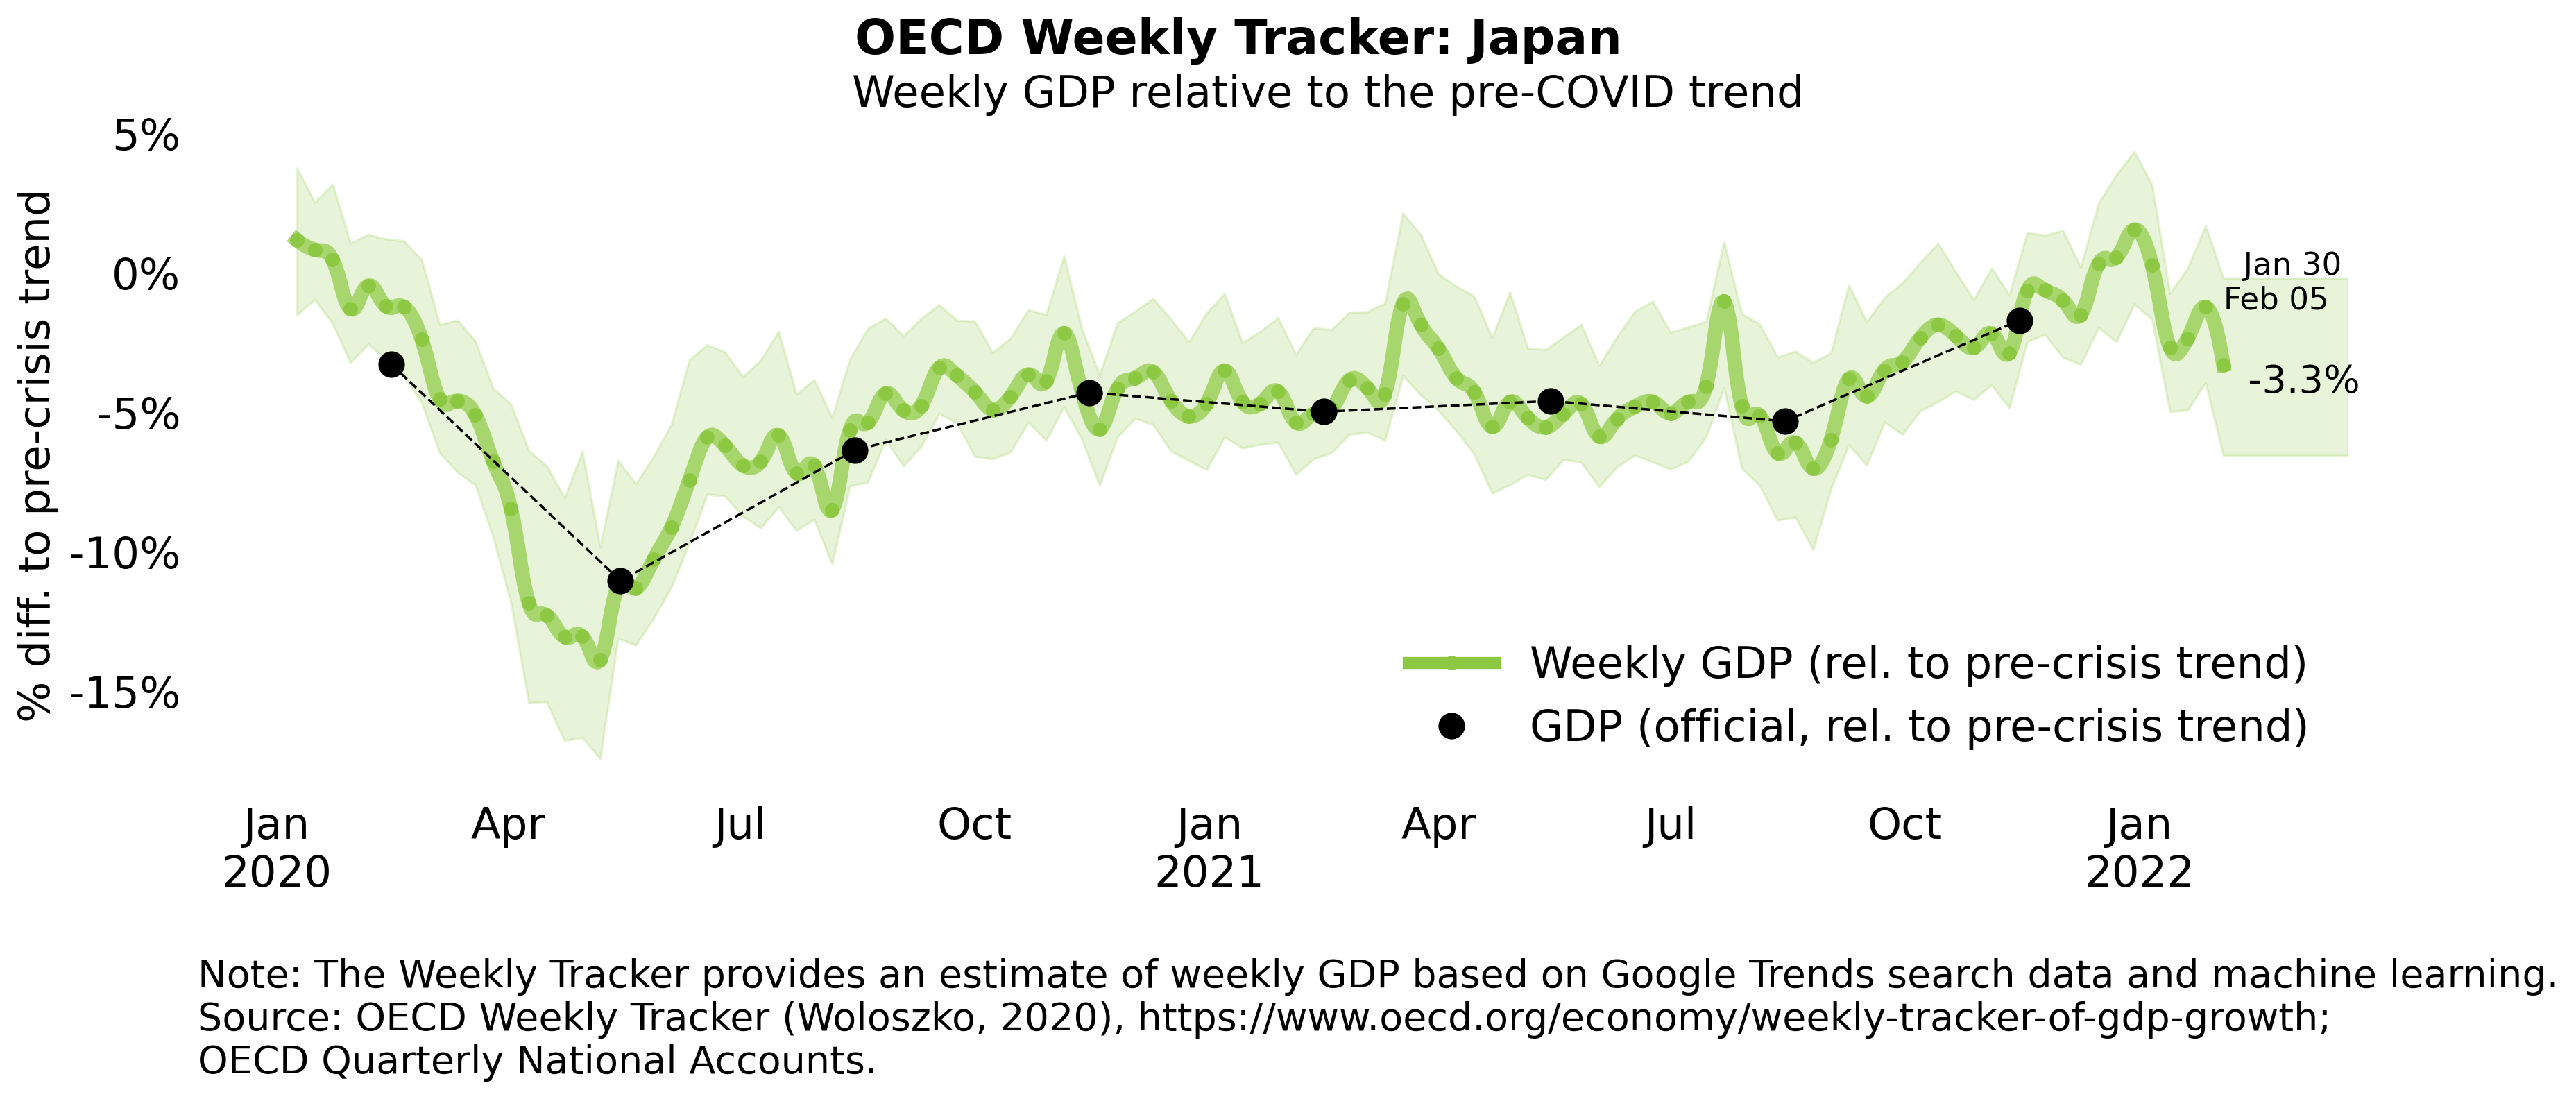 OECD Weekly Tracker: Japan
Weekly GDP relative to the pre-COVID trend
% diff. to pre-crisis trend
5%
0%
-5%
-10%
-15%
Jan 30
Feb 05
-3.3%
Weekly GDP (rel. to pre-crisis trend)
GDP (official, rel. to pre-crisis trend)
Jan Apr Jul Oct Jan Apr Jul Oct Jan
2020 2021 2022
Note: The Weekly Tracker provides an estimate of weekly GDP based on Google Trends search data and machine learning.
Source: OECD Weekly Tracker (Woloszko, 2020), https://www.oecd.org/economy/weekly-tracker-of-gdp-growth;
OECD Quarterly National Accounts.